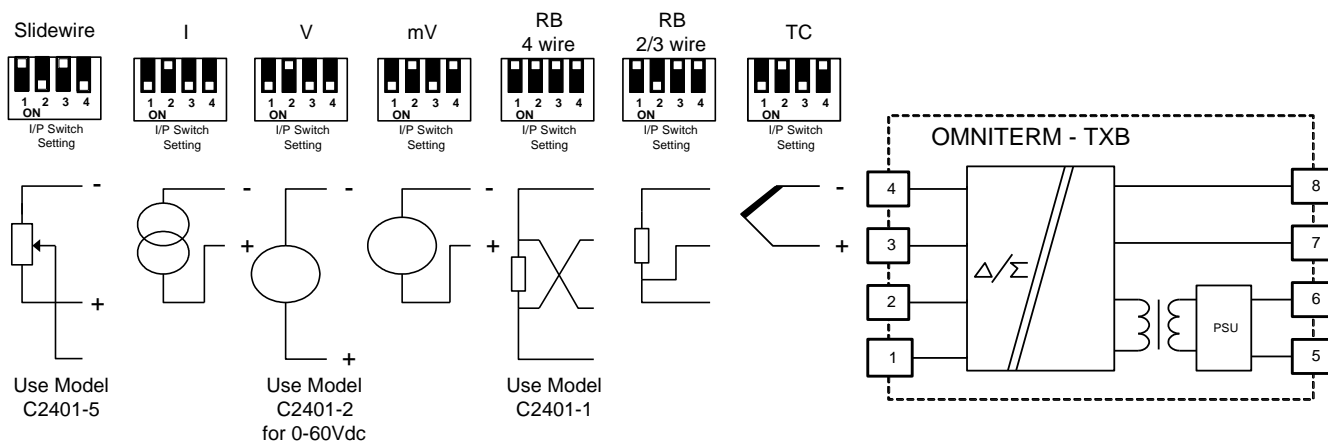 Slidewire
1 2 3 4
ON
I/P Switch
Setting
-
+
Use Model
C2401-5
I
1 2 3 4
ON
I/P Switch
Setting
-
+
V
1 2 3 4
ON
I/P Switch
Setting
-
+
Use Model
C2401-2
for 0-60Vdc
mV
1 2 3 4
ON
I/P Switch
Setting
-
+
RB
4 wire
1 2 3 4
ON
I/P Switch
Setting
Use Model
C2401-1
RB
2/3 wire
1 2 3 4
ON
I/P Switch
Setting
TC
1 2 3 4
ON
I/P Switch
Setting
-
+
OMNITERM - TXB
4
3
2
1
Δ/Σ
PSU
8
7
6
5